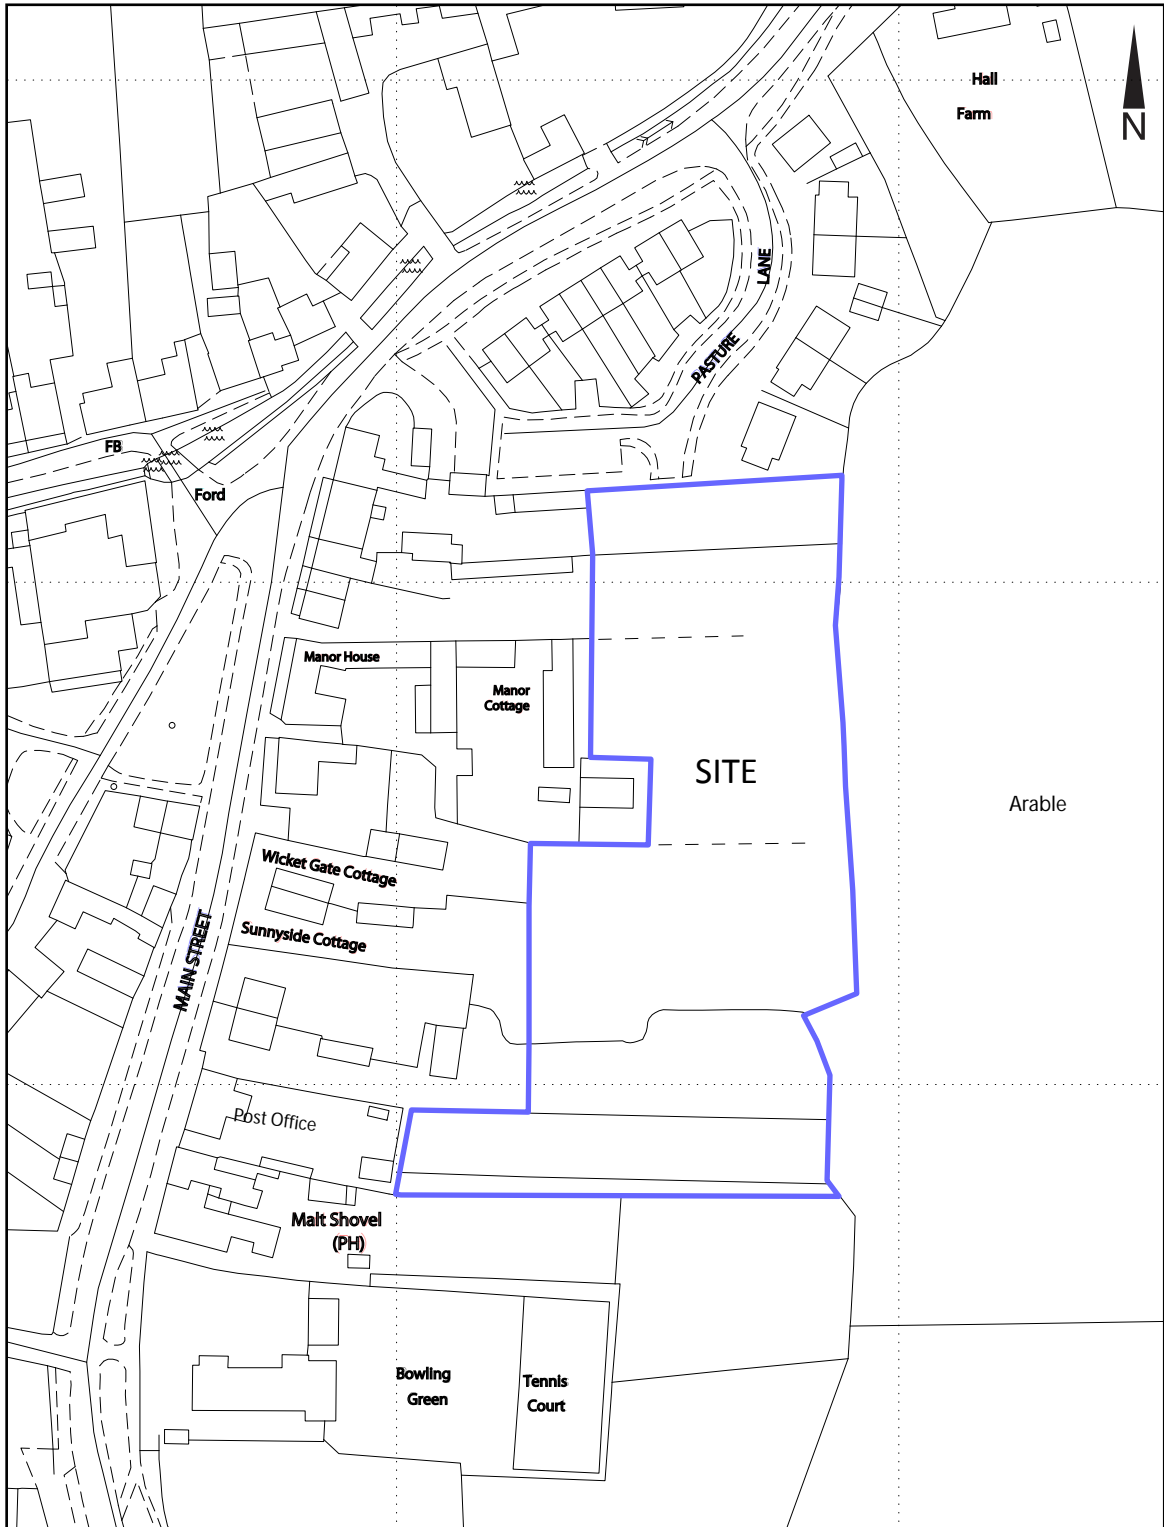 Hall
Farm
N
LANE
PASTURE
FB
Ford
Manor House
Manor
Cottage
SITE
Arable
Wicket Gate Cottage
Sunnyside Cottage
MAIN STREET
Post Office
Malt Shovel
(PH)
Bowling
Green
Tennis
Court